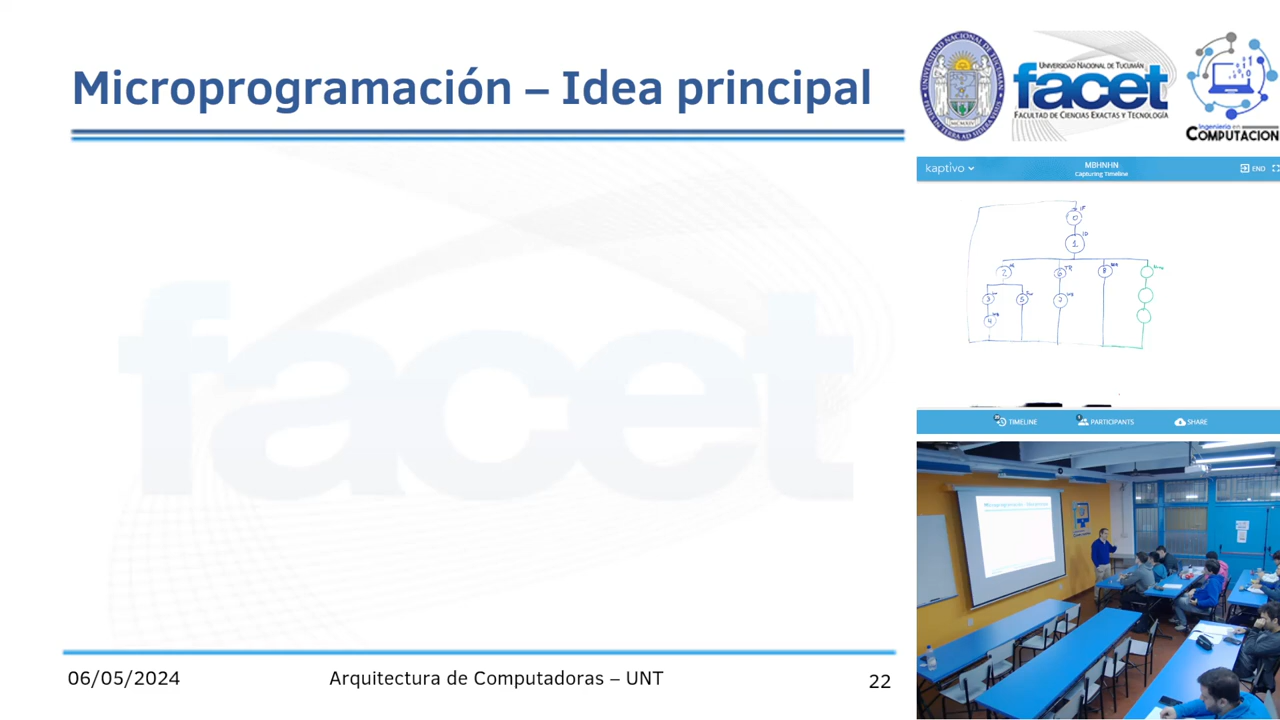 Microprogramación – Idea principal
UNIVERSIDAD NACIONAL DE TUCUMÁN
facet
FACULTAD DE CIENCIAS EXACTAS Y TECNOLOGÍA
Ingeniería en
COMPUTACION
kaptivo
MBHNHN
Capturing Timeline
END
0
1
2
6
8
3
5
4
TIMELINE
PARTICIPANTS
SHARE
facet
06/05/2024
Arquitectura de Computadoras – UNT
22